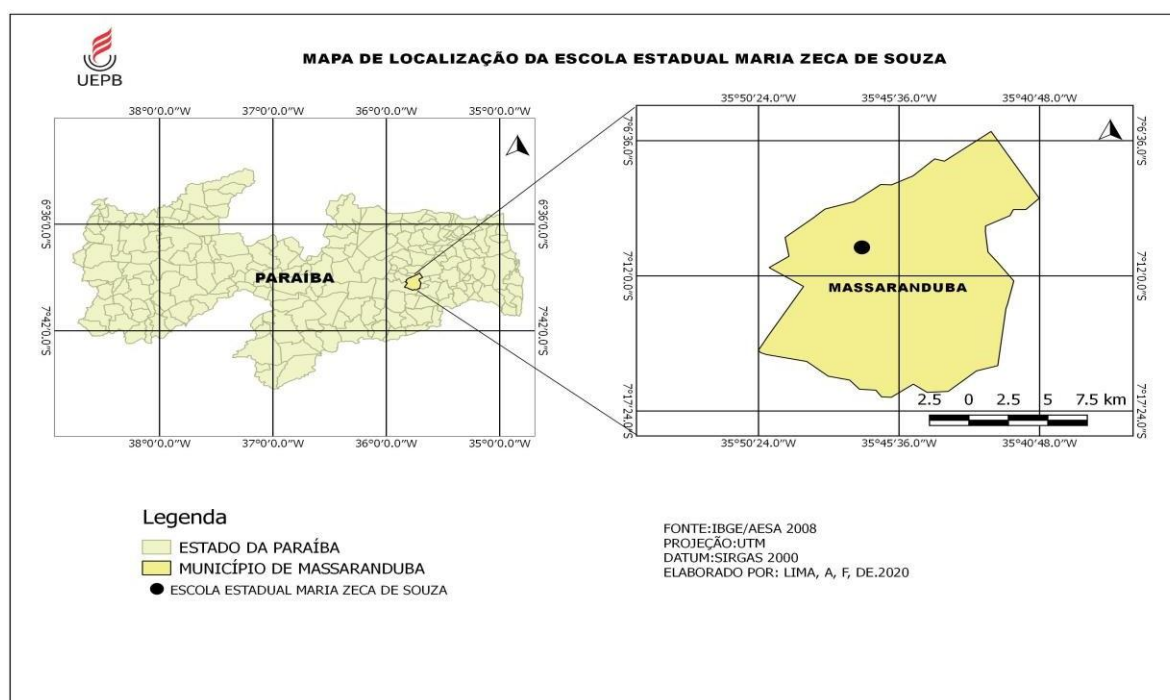 UEPB
MAPA DE LOCALIZAÇÃO DA ESCOLA ESTADUAL MARIA ZECA DE SOUZA
38°0'0.0"W 37°0'0.0"W 36°0'0.0"W 35°0'0.0"W
6°36'0.0"S
7°42'0.0"S
PARAÍBA
6°36'0.0"S
7°42'0.0"S
38°0'0.0"W 37°0'0.0"W 36°0'0.0"W 35°0'0.0"W
35°50'24.0"W 35°45'36.0"W 35°40'48.0"W
7°6'36.0"S
7°12'0.0"S
7°17'24.0"S
MASSARANDUBA
7°6'36.0"S
7°12'0.0"S
7°17'24.0"S
2.5 0 2.5 5 7.5 km
35°50'24.0"W 35°45'36.0"W 35°40'48.0"W
Legenda
ESTADO DA PARAÍBA
MUNICÍPIO DE MASSARANDUBA
ESCOLA ESTADUAL MARIA ZECA DE SOUZA
FONTE:IBGE/AESA 2008
PROJEÇÃO:UTM
DATUM:SIRGAS 2000
ELABORADO POR: LIMA, A, F, DE.2020